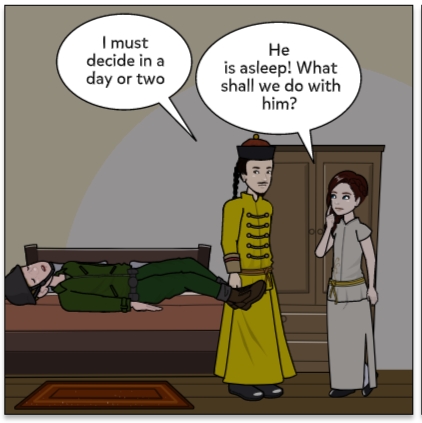 I must
decide in a
day or two
He
is asleep! What
shall we do with
him?